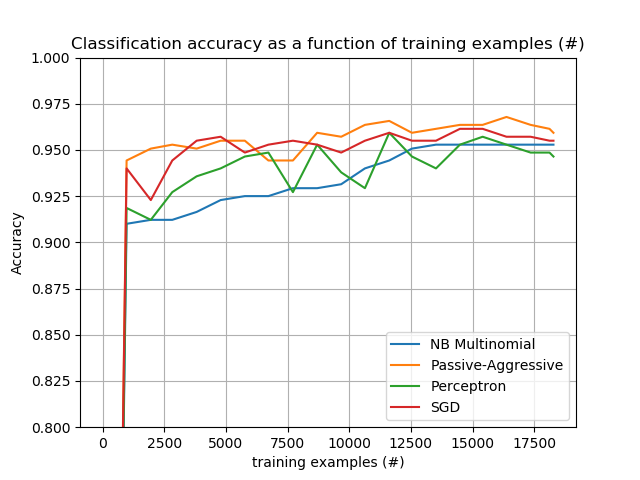 Classification accuracy as a function of training examples (#)
1.000
0.975
0.950
0.925
0.900
0.875
0.850
0.825
0.800
Accuracy
NB Multinomial
Passive-Aggressive
Perceptron
SGD
0 2500 5000 7500 10000 12500 15000 17500
training examples (#)